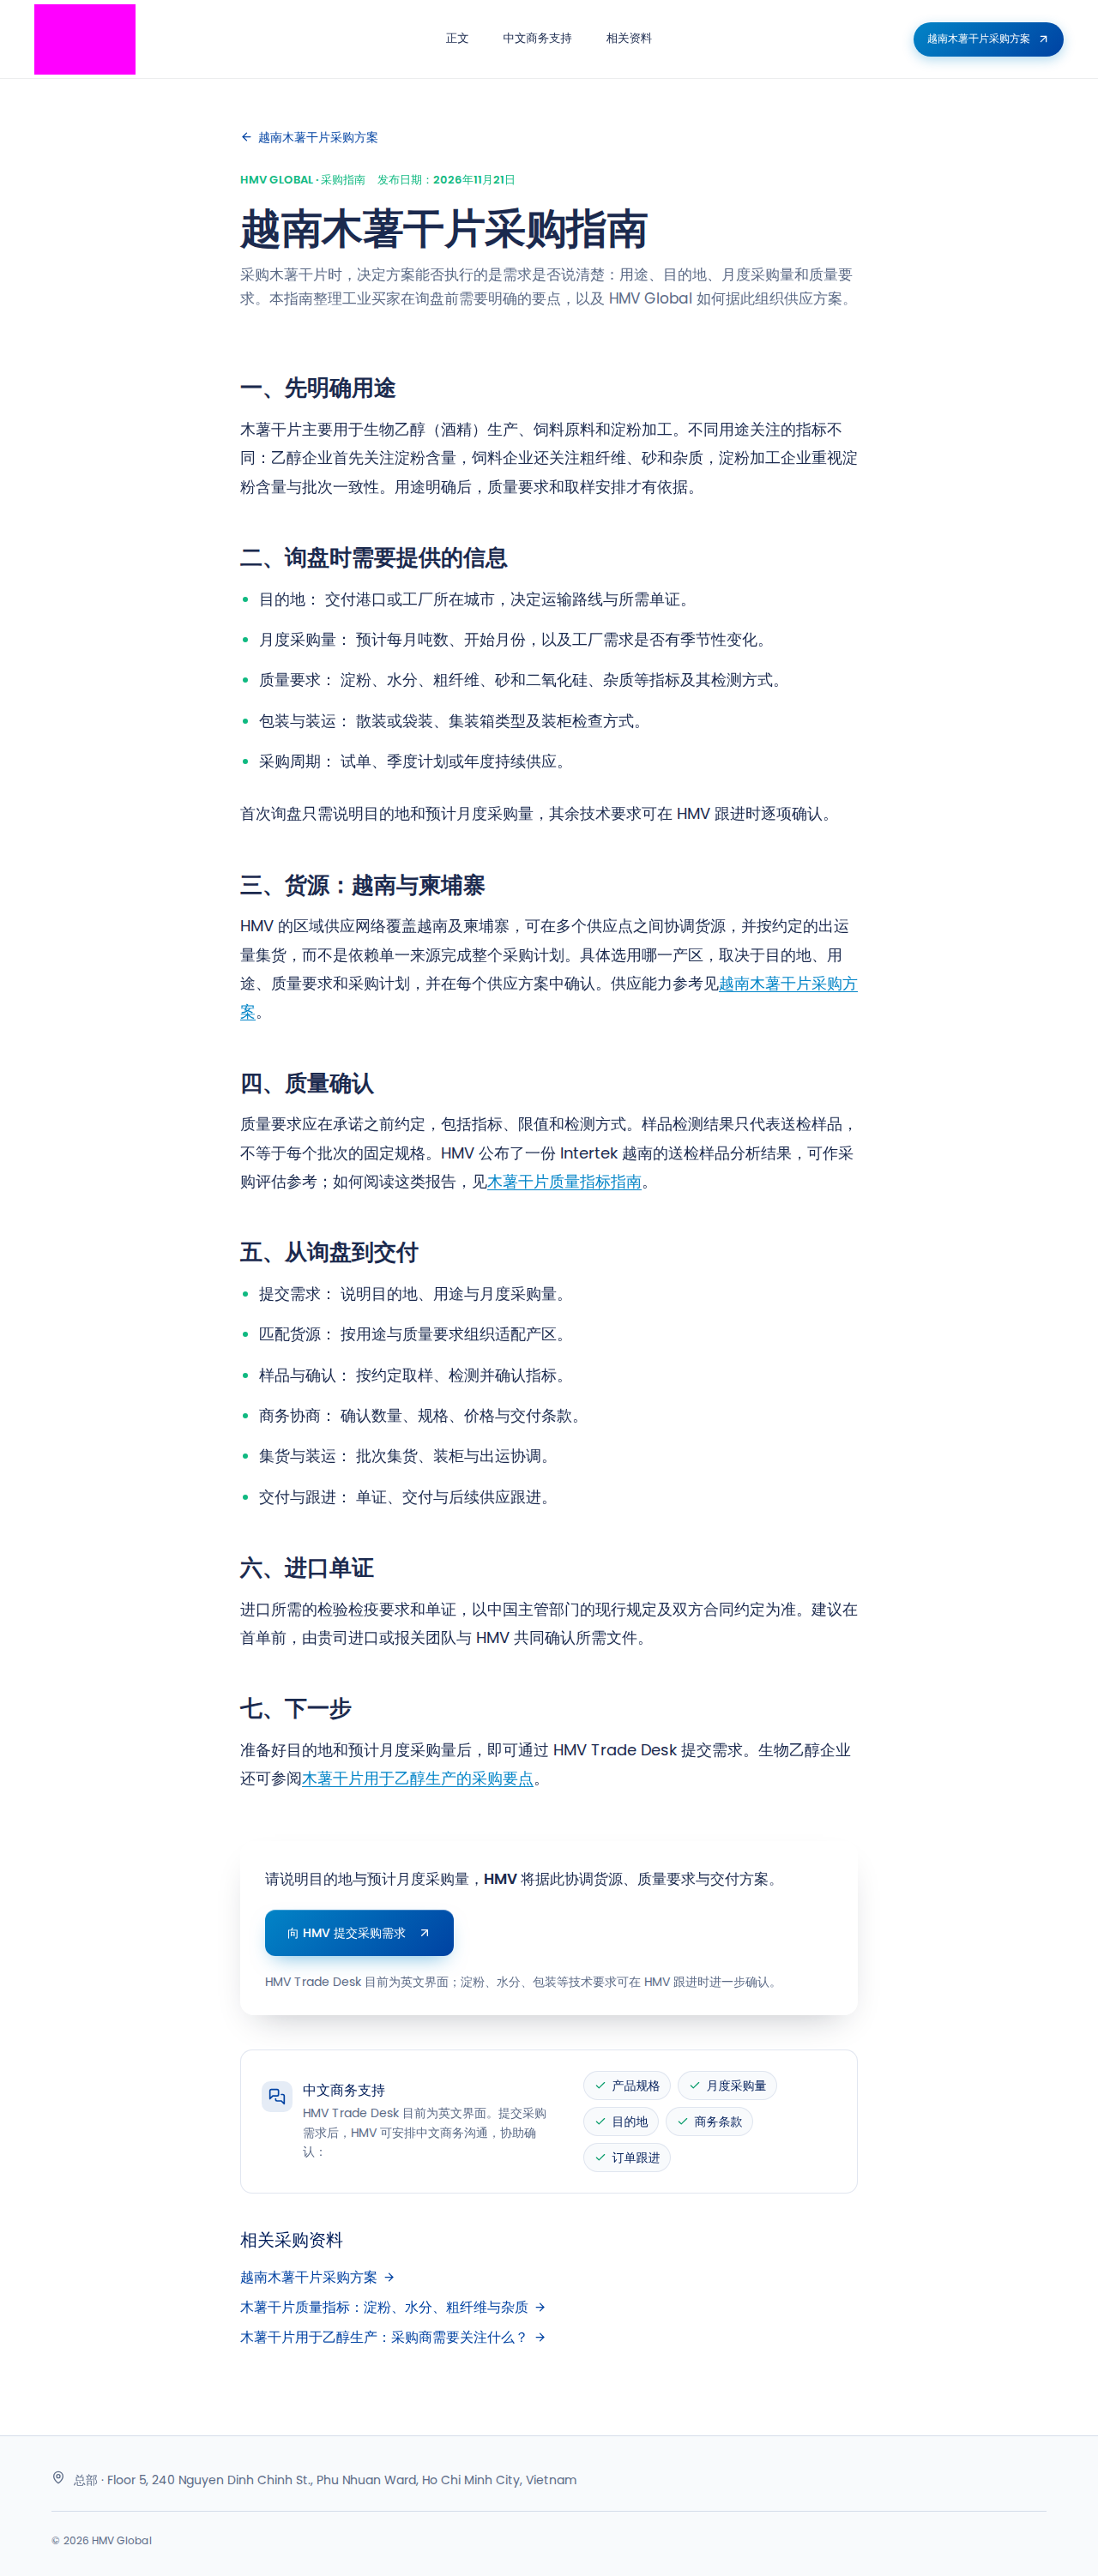 正文
中文商务支持
相关资料
越南木薯干片采购方案
越南木薯干片采购方案
HMV GLOBAL · 采购指南 发布日期：2026年11月21日
越南木薯干片采购指南
采购木薯干片时，决定方案能否执行的是需求是否说清楚：用途、目的地、月度采购量和质量要
求。本指南整理工业买家在询盘前需要明确的要点，以及 HMV Global 如何据此组织供应方案。
一、先明确用途
木薯干片主要用于生物乙醇（酒精）生产、饲料原料和淀粉加工。不同用途关注的指标不
同：乙醇企业首先关注淀粉含量，饲料企业还关注粗纤维、砂和杂质，淀粉加工企业重视淀
粉含量与批次一致性。用途明确后，质量要求和取样安排才有依据。
二、询盘时需要提供的信息
目的地： 交付港口或工厂所在城市，决定运输路线与所需单证。
月度采购量： 预计每月吨数、开始月份，以及工厂需求是否有季节性变化。
质量要求： 淀粉、水分、粗纤维、砂和二氧化硅、杂质等指标及其检测方式。
包装与装运： 散装或袋装、集装箱类型及装柜检查方式。
采购周期： 试单、季度计划或年度持续供应。
首次询盘只需说明目的地和预计月度采购量，其余技术要求可在 HMV 跟进时逐项确认。
三、货源：越南与柬埔寨
HMV 的区域供应网络覆盖越南及柬埔寨，可在多个供应点之间协调货源，并按约定的出运
量集货，而不是依赖单一来源完成整个采购计划。具体选用哪一产区，取决于目的地、用
途、质量要求和采购计划，并在每个供应方案中确认。供应能力参考见越南木薯干片采购方
案。
四、质量确认
质量要求应在承诺之前约定，包括指标、限值和检测方式。样品检测结果只代表送检样品，
不等于每个批次的固定规格。HMV 公布了一份 Intertek 越南的送检样品分析结果，可作采
购评估参考；如何阅读这类报告，见木薯干片质量指标指南。
五、从询盘到交付
提交需求： 说明目的地、用途与月度采购量。
匹配货源： 按用途与质量要求组织适配产区。
样品与确认： 按约定取样、检测并确认指标。
商务协商： 确认数量、规格、价格与交付条款。
集货与装运： 批次集货、装柜与出运协调。
交付与跟进： 单证、交付与后续供应跟进。
六、进口单证
进口所需的检验检疫要求和单证，以中国主管部门的现行规定及双方合同约定为准。建议在
首单前，由贵司进口或报关团队与 HMV 共同确认所需文件。
七、下一步
准备好目的地和预计月度采购量后，即可通过 HMV Trade Desk 提交需求。生物乙醇企业
还可参阅木薯干片用于乙醇生产的采购要点。
请说明目的地与预计月度采购量，HMV 将据此协调货源、质量要求与交付方案。
向 HMV 提交采购需求
HMV Trade Desk 目前为英文界面；淀粉、水分、包装等技术要求可在 HMV 跟进时进一步确认。
中文商务支持
HMV Trade Desk 目前为英文界面。提交采购
需求后，HMV 可安排中文商务沟通，协助确
认：
产品规格
月度采购量
目的地
商务条款
订单跟进
相关采购资料
越南木薯干片采购方案
木薯干片质量指标：淀粉、水分、粗纤维与杂质
木薯干片用于乙醇生产：采购商需要关注什么？
总部 · Floor 5, 240 Nguyen Dinh Chinh St., Phu Nhuan Ward, Ho Chi Minh City, Vietnam
© 2026 HMV Global